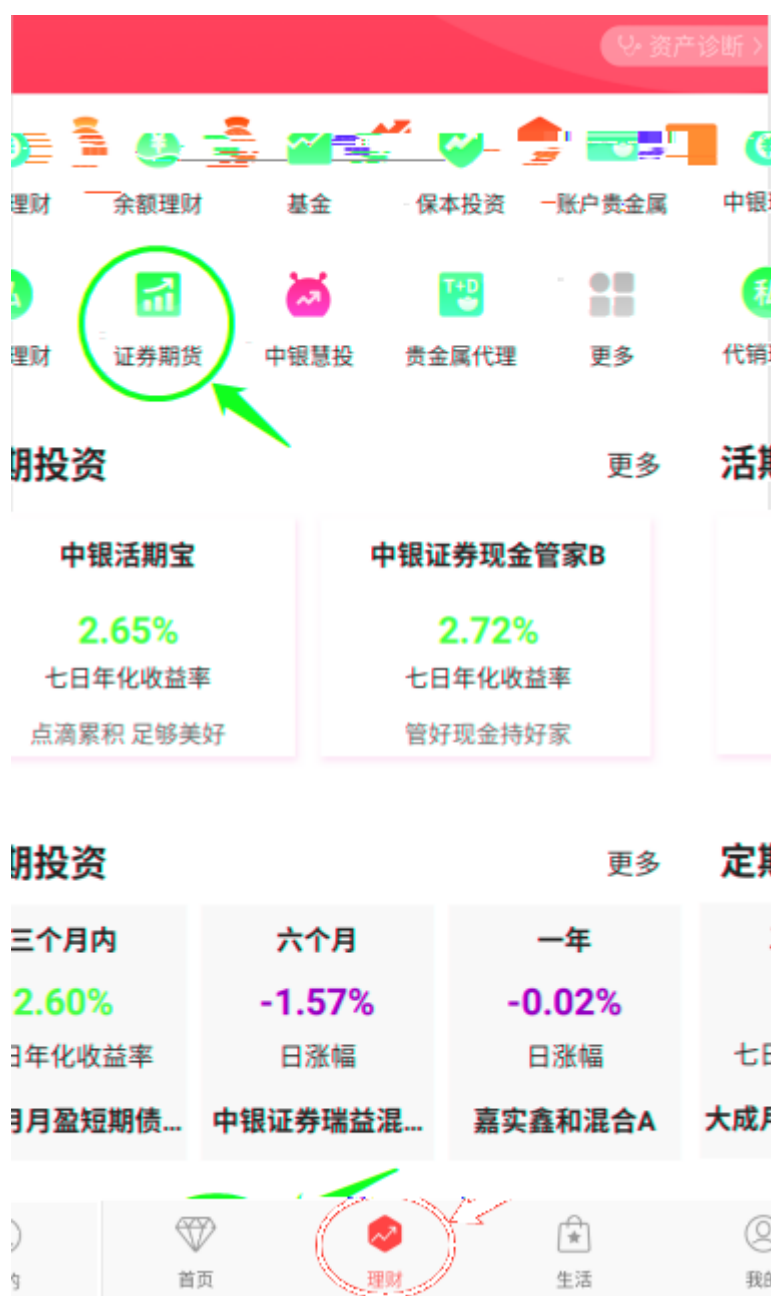 资产诊断 >
理财 余额理财 基金 保本投资 账户贵金属 中银
T+D 私
理财 证券期货 中银慧投 贵金属代理 更多 代销
期投资 更多 活期
中银活期宝 中银证券现金管家B
2.65% 2.72%
七日年化收益率 七日年化收益率
点滴累积 足够美好 管好现金持好家
期投资 更多 定期
三个月内 六个月 一年
2.60% -1.57% -0.02%
日年化收益率 日涨幅 日涨幅 七日
月月盈短期债... 中银证券瑞益混... 嘉实鑫和混合A 大成月
首页 理财 生活 我的